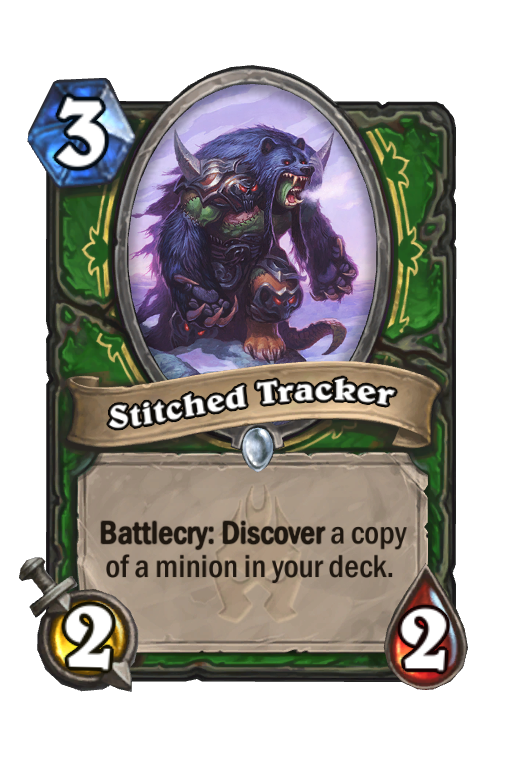 3
Stitched Tracker
Battlecry: Discover a copy
of a minion in your deck.
2
2